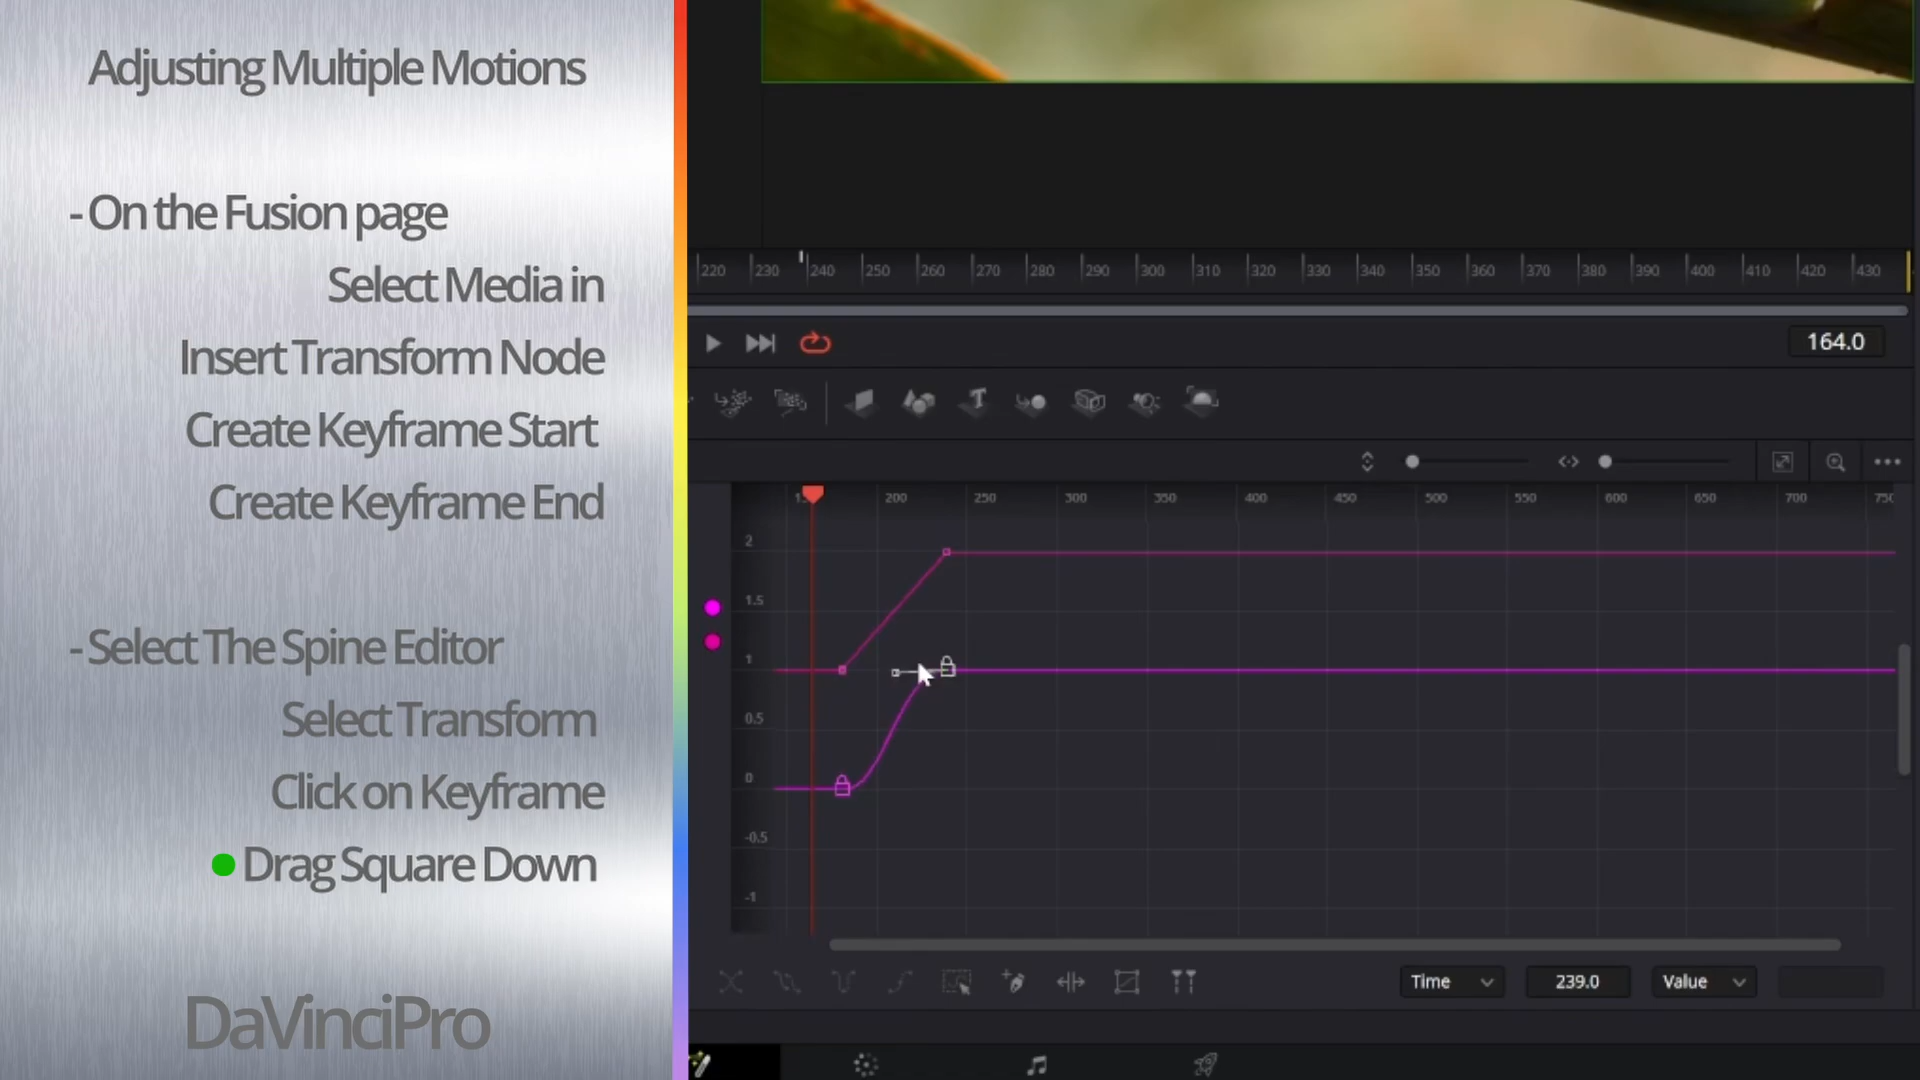 Adjusting Multiple Motions
- On the Fusion page
Select Media in
Insert Transform Node
Create Keyframe Start
Create Keyframe End
- Select The Spine Editor
Select Transform
Click on Keyframe
Drag Square Down
DaVinciPro
220 230 240 250 260 270 280 290 300 310 320 330 340 350 360 370 380 390 400 410 420 430
164.0
200 250 300 350 400 450 500 550 600 650 700
2
1.5
1
0.5
0
-0.5
-1
Time 239.0 Value